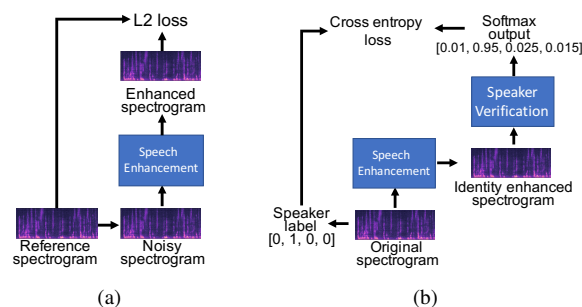 L2 loss
Enhanced
spectrogram
Speech
Enhancement
Reference
spectrogram
Noisy
spectrogram
(a)
Cross entropy
loss
Softmax
output
[0.01, 0.95, 0.025, 0.015]
Speaker
Verification
Speech
Enhancement
Identity enhanced
spectrogram
Speaker
label
[0, 1, 0, 0]
Original
spectrogram
(b)